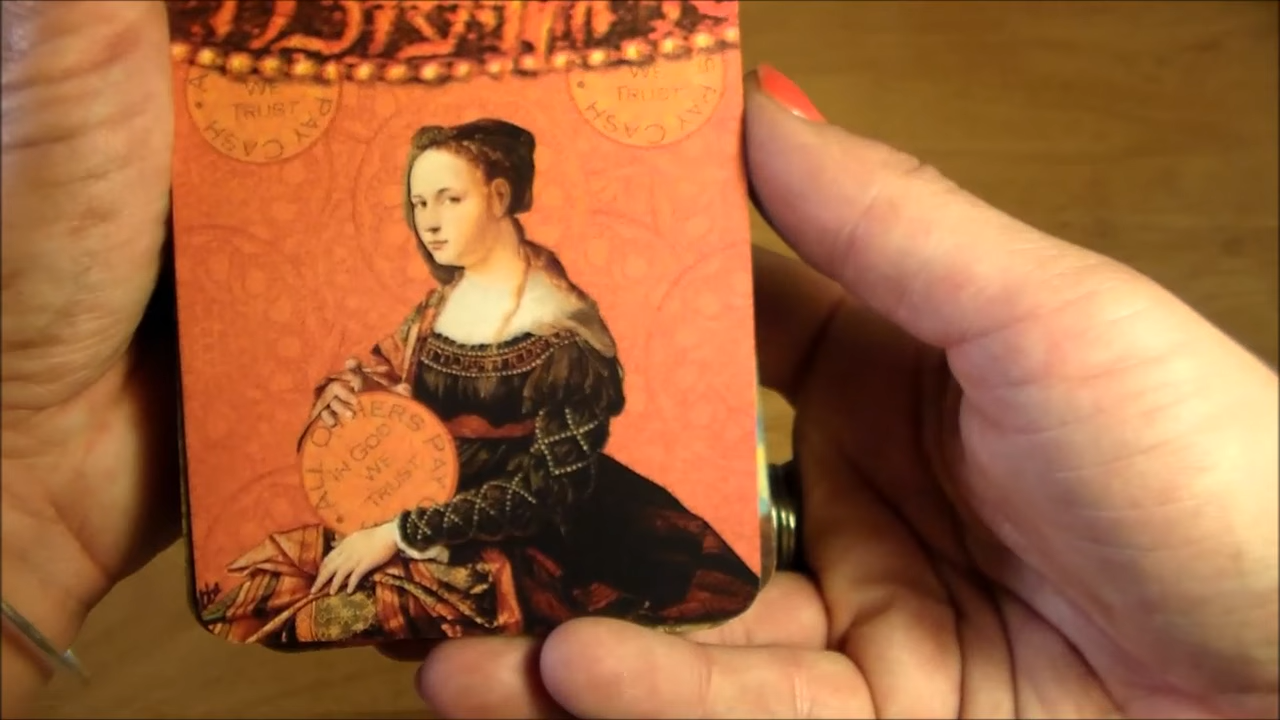 WE
TRUST
PAY CASH •
WE
TRUST
S PAY CASH •
• ALL OTHERS PAY C
IN GOD
WE
TRUST